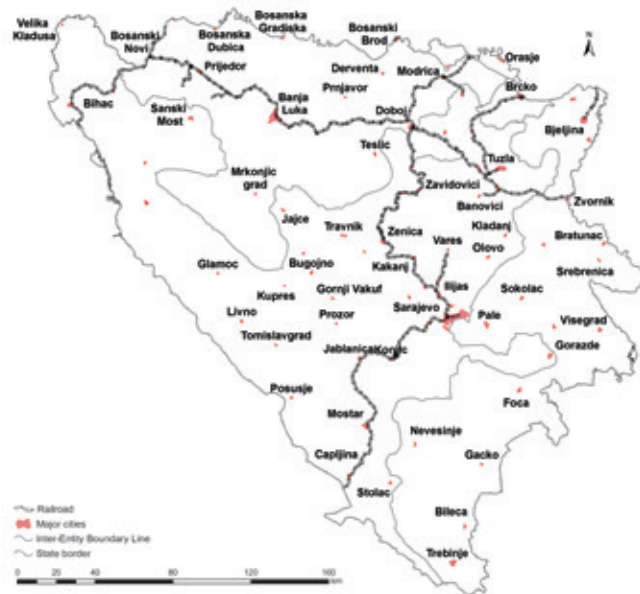 Velika
Kladusa
Bosanski
Novi
Bosanska
Dubica
Bosanska
Gradiska
Bosanski
Brod
Orasje
N
Prijedor
Derventa
Modrica
Brcko
Bihac
Prnjavor
Sanski
Most
Banja
Luka
Doboj
Bjeljina
Teslic
Tuzla
Mrkonjic
grad
Zavidovici
Banovici
Zvornik
Jajce
Travnik
Zenica
Vares
Kladanj
Olovo
Bratunac
Glamoc
Bugojno
Kakanj
Srebrenica
Kupres
Gornji Vakuf
Ilijas
Sokolac
Livno
Prozor
Sarajevo
Pale
Visegrad
Tomislavgrad
Jablanica
Konjic
Gorazde
Posusje
Foca
Mostar
Nevesinje
Gacko
Capljina
Stolac
Bileca
Trebinje
Railroad
Major cities
Inter-Entity Boundary Line
State border
0 20 40 80 120 160